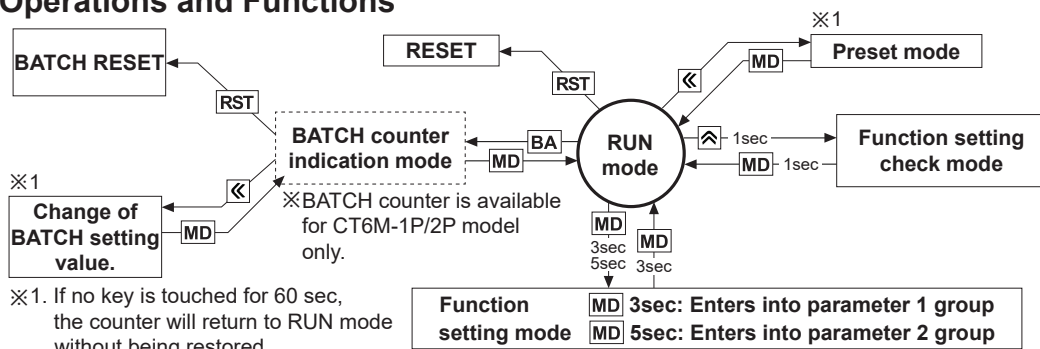 Operations and Functions
※1
BATCH RESET
RESET
Preset mode
RST
RST
«
MD
BATCH counter
indication mode
BA
MD
RUN
mode
︽ 1sec
MD 1sec
Function setting
check mode
※1
«
MD
Change of
BATCH setting
value.
※BATCH counter is available
for CT6M-1P/2P model
only.
MD
3sec
5sec
MD
3sec
※1. If no key is touched for 60 sec,
the counter will return to RUN mode
without being restored
Function
setting mode
MD 3sec: Enters into parameter 1 group
MD 5sec: Enters into parameter 2 group